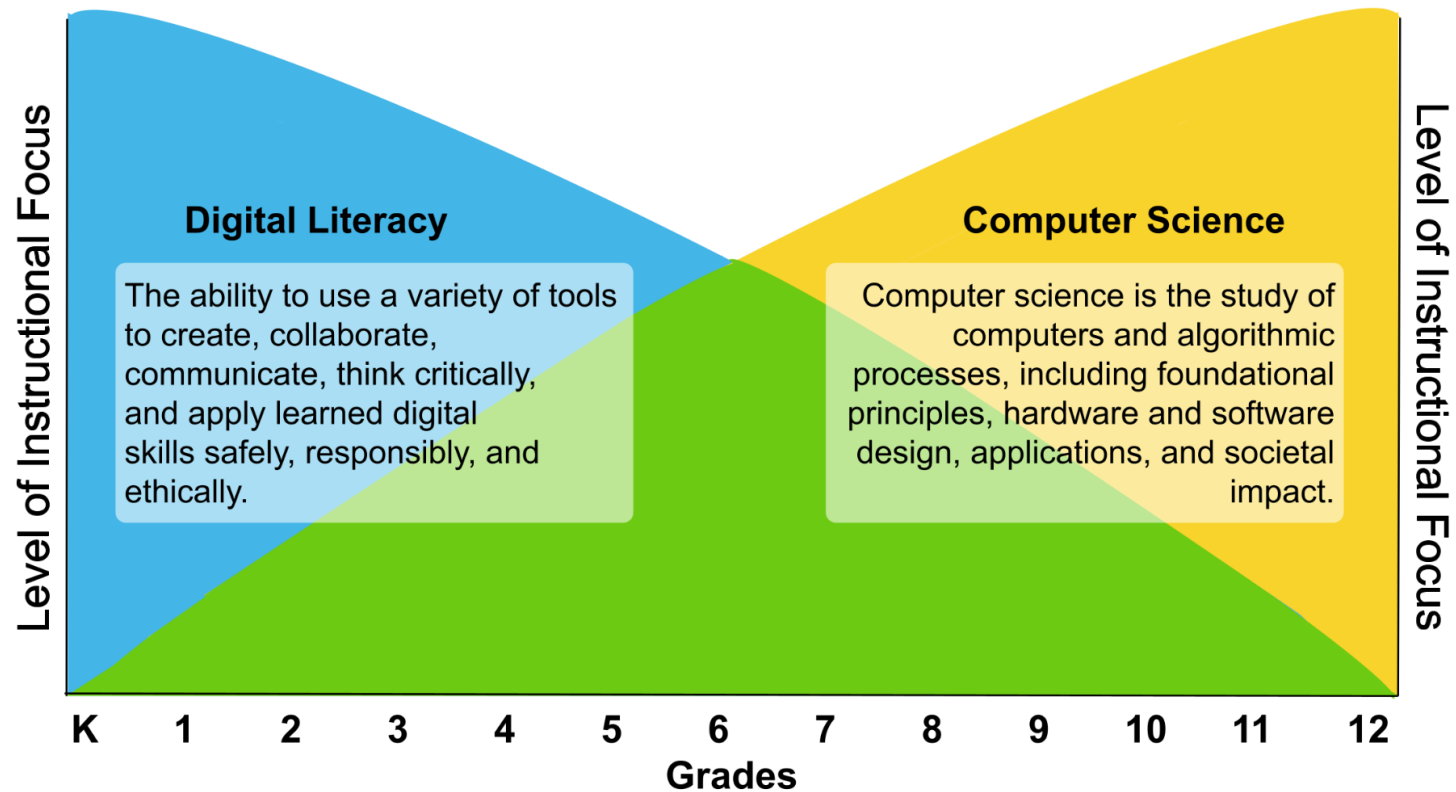 Level of Instructional Focus
Digital Literacy
The ability to use a variety of tools
to create, collaborate,
communicate, think critically,
and apply learned digital
skills safely, responsibly, and
ethically.
Computer Science
Computer science is the study of
computers and algorithmic
processes, including foundational
principles, hardware and software
design, applications, and societal
impact.
Level of Instructional Focus
K 1 2 3 4 5 6 7 8 9 10 11 12
Grades